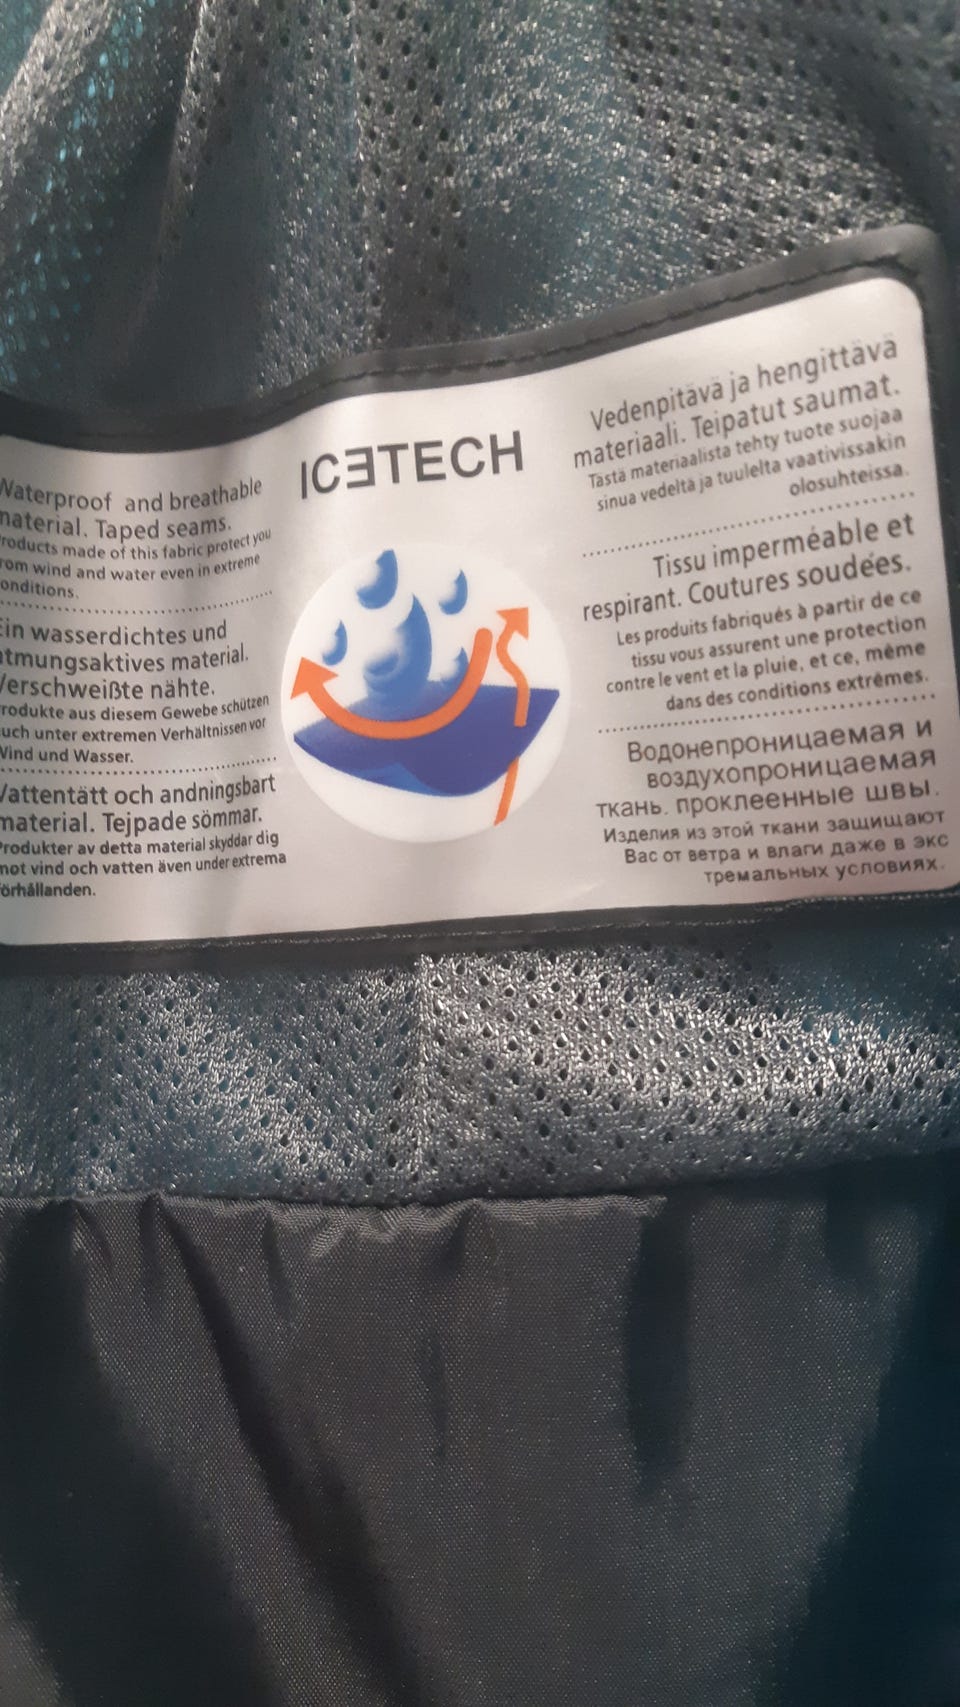 Waterproof and breathable
material. Taped seams.
roducts made of this fabric protect you
rom wind and water even in extreme
onditions.
Ein wasserdichtes und
atmungsaktives material.
Verschweißte nähte.
rodukte aus diesem Gewebe schützen
uch unter extremen Verhältnissen vor
Wind und Wasser.
Vattentätt och andningsbart
material. Tejpade sömmar.
Produkter av detta material skyddar dig
mot vind och vatten även under extrema
förhållanden.
ICƎTECH
Vedenpitävä ja hengittävä
materiaali. Teipatut saumat.
Tästä materiaalista tehty tuote suojaa
sinua vedeltä ja tuulelta vaativissakin
olosuhteissa.
Tissu imperméable et
respirant. Coutures soudées.
Les produits fabriqués à partir de ce
tissu vous assurent une protection
contre le vent et la pluie, et ce, même
dans des conditions extrêmes.
Водонепроницаемая и
воздухопроницаемая
ткань. проклеенные швы.
Изделия из этой ткани защищают
Вас от ветра и влаги даже в экс
тремальных условиях.